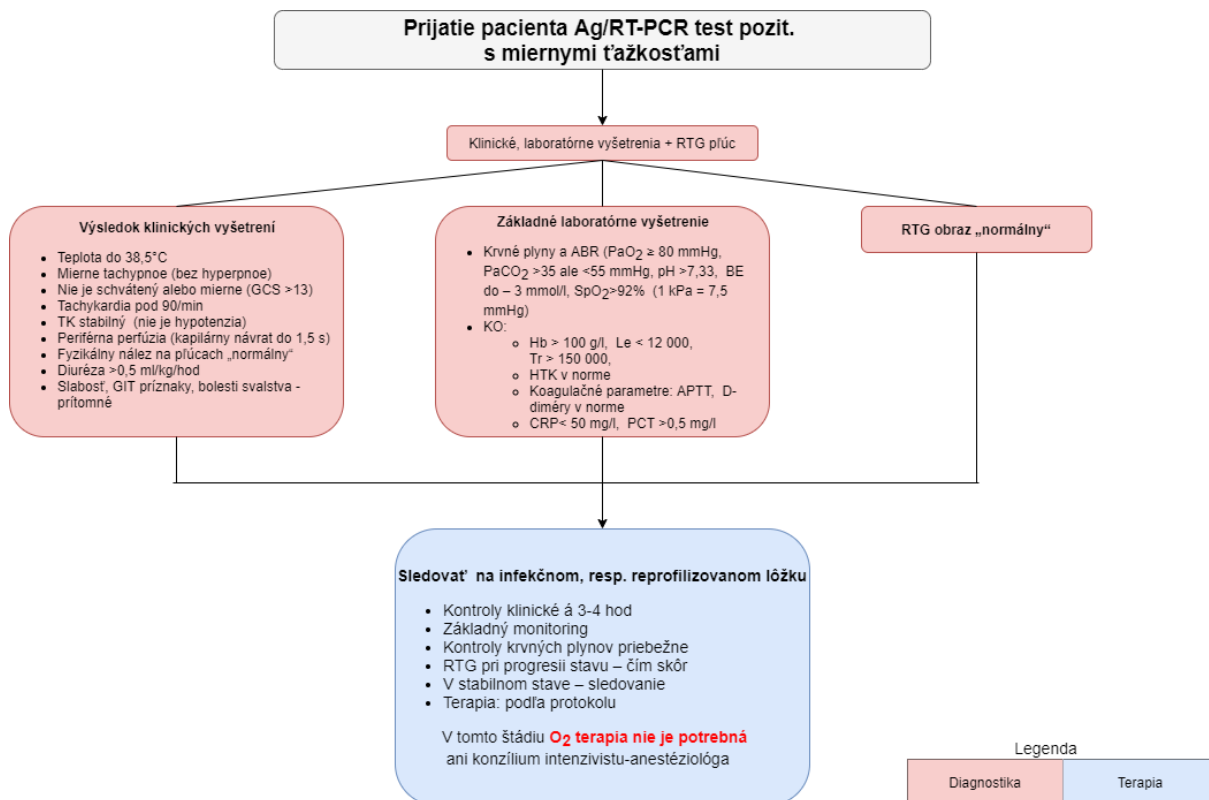 Prijatie pacienta Ag/RT-PCR test pozit.
s miernymi ťažkosťami
Klinické, laboratórne vyšetrenia + RTG pľúc
Výsledok klinických vyšetrení
• Teplota do 38,5°C
• Mierne tachypnoe (bez hyperpnoe)
• Nie je schvátený alebo mierne (GCS >13)
• Tachykardia pod 90/min
• TK stabilný (nie je hypotenzia)
• Periférna perfúzia (kapilárny návrat do 1,5 s)
• Fyzikálny nález na pľúcach „normálny“
• Diuréza >0,5 ml/kg/hod
• Slabosť, GIT príznaky, bolesti svalstva -
prítomné
Základné laboratórne vyšetrenie
• Krvné plyny a ABR (PaO2 ≥ 80 mmHg,
PaCO2 >35 ale <55 mmHg, pH >7,33, BE
do – 3 mmol/l, SpO2>92% (1 kPa = 7,5
mmHg)
• KO:
o Hb > 100 g/l, Le < 12 000,
Tr > 150 000,
o HTK v norme
o Koagulačné parametre: APTT, D-
diméry v norme
o CRP< 50 mg/l, PCT >0,5 mg/l
RTG obraz „normálny“
Sledovať na infekčnom, resp. reprofilizovanom lôžku
• Kontroly klinické á 3-4 hod
• Základný monitoring
• Kontroly krvných plynov priebežne
• RTG pri progresii stavu – čím skôr
• V stabilnom stave – sledovanie
• Terapia: podľa protokolu
V tomto štádiu O2 terapia nie je potrebná
ani konzílium intenzivistu-anestéziológa
Legenda
Diagnostika
Terapia